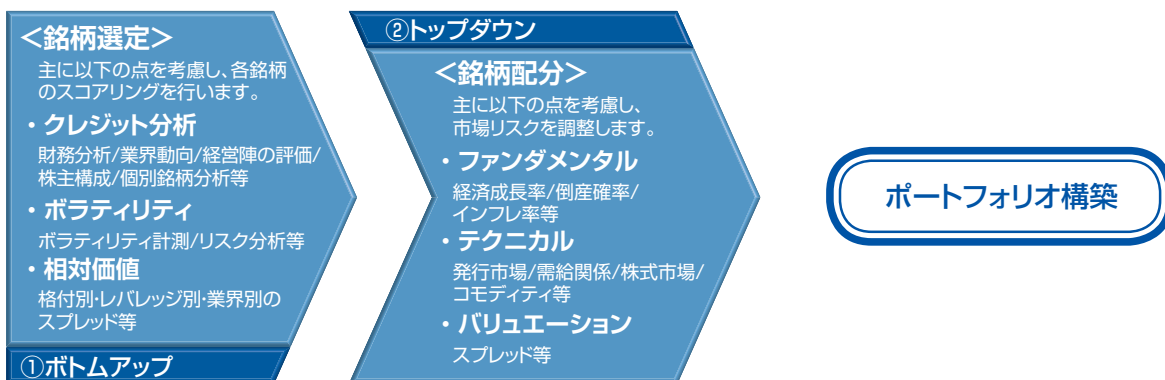 ＜銘柄選定＞
主に以下の点を考慮し、各銘柄
のスコアリングを行います。
・クレジット分析
財務分析/業界動向/経営陣の評価/
株主構成/個別銘柄分析等
・ボラティリティ
ボラティリティ計測/リスク分析等
・相対価値
格付別・レバレッジ別・業界別の
スプレッド等
①ボトムアップ
②トップダウン
＜銘柄配分＞
主に以下の点を考慮し、
市場リスクを調整します。
・ファンダメンタル
経済成長率/倒産確率/
インフレ率等
・テクニカル
発行市場/需給関係/株式市場/
コモディティ等
・バリュエーション
スプレッド等
ポートフォリオ構築